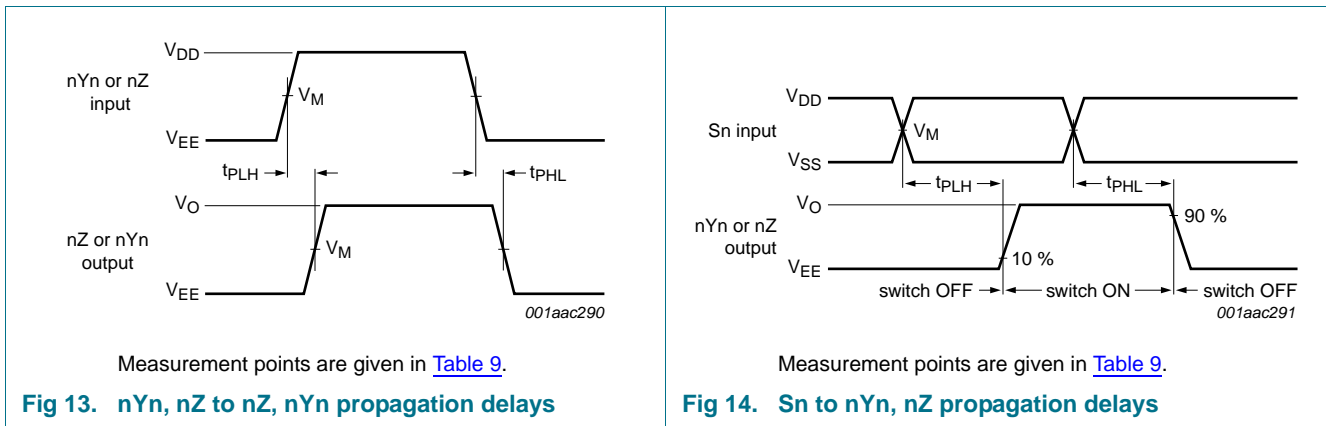 V_DD
nYn or nZ
input
V_M
V_EE
t_PLH
t_PHL
V_O
nZ or nYn
output
V_M
V_EE
001aac290
Measurement points are given in Table 9.
Fig 13. nYn, nZ to nZ, nYn propagation delays
V_DD
Sn input
V_M
V_SS
t_PLH
t_PHL
V_O
nYn or nZ
output
90 %
10 %
V_EE
switch OFF
switch ON
switch OFF
001aac291
Measurement points are given in Table 9.
Fig 14. Sn to nYn, nZ propagation delays